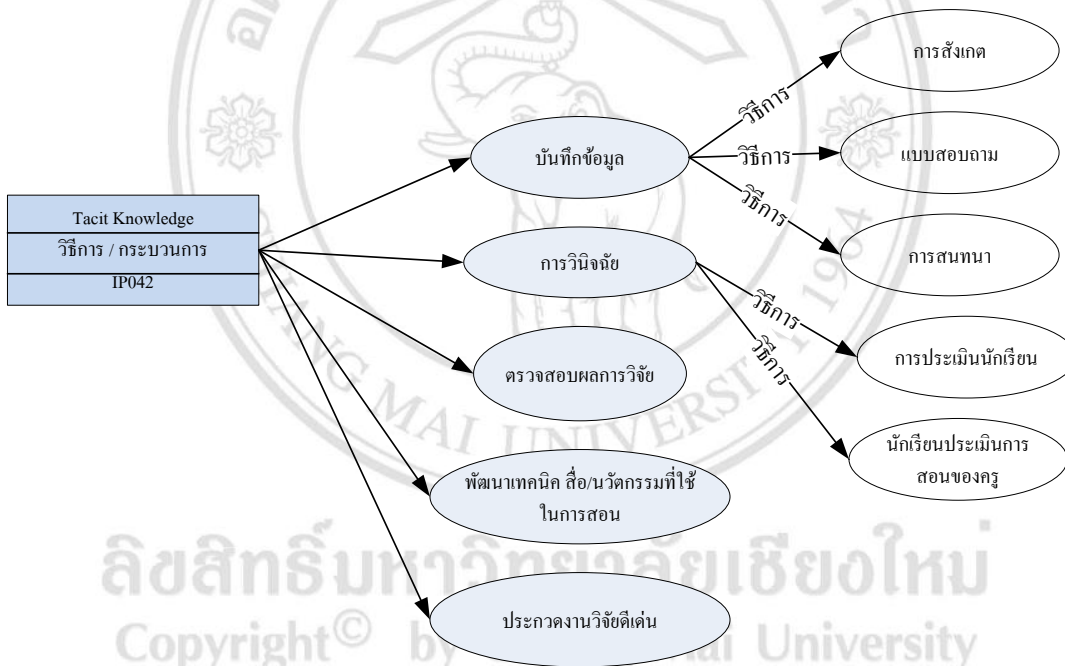 Tacit Knowledge
วิธีการ / กระบวนการ
IP042
บันทึกข้อมูล
การวินิจฉัย
ตรวจสอบผลการวิจัย
พัฒนาเทคนิค สื่อ/นวัตกรรมที่ใช้
ในการสอน
ประกวดงานวิจัยดีเด่น
วิธีการ
วิธีการ
วิธีการ
วิธีการ
วิธีการ
การสังเกต
แบบสอบถาม
การสนทนา
การประเมินนักเรียน
นักเรียนประเมินการ
สอนของครู
MAI UNIVERSITY 1964
ลิขสิทธิ์มหาวิทยาลัยเชียงใหม่
Copyright© by University